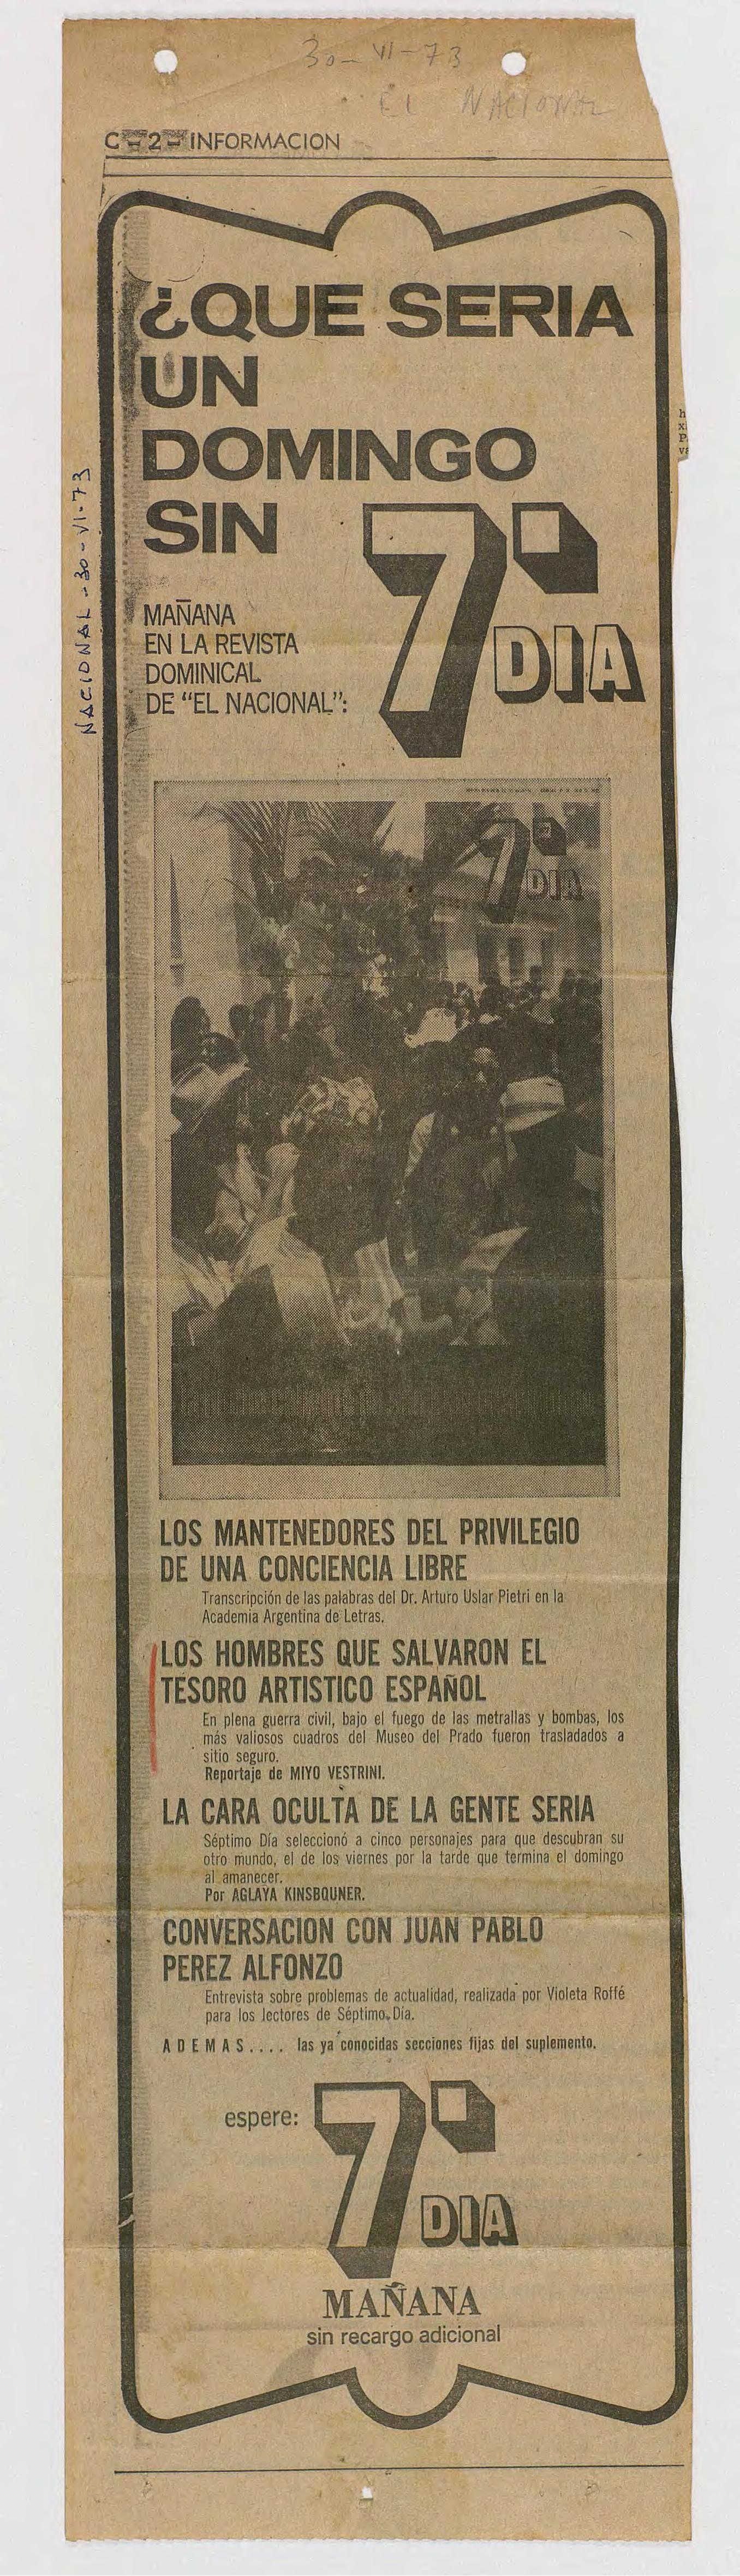 30-VI-73
EL NACIONAL
C-2-INFORMACION
¿QUE SERIA
UN
DOMINGO
SIN 7º
DIA
MAÑANA
EN LA REVISTA
DOMINICAL
DE "EL NACIONAL":
NACIONAL-30-VI-73
7º
DIA
LOS MANTENEDORES DEL PRIVILEGIO
DE UNA CONCIENCIA LIBRE
Transcripción de las palabras del Dr. Arturo Uslar Pietri en la
Academia Argentina de Letras.
LOS HOMBRES QUE SALVARON EL
TESORO ARTISTICO ESPAÑOL
En plena guerra civil, bajo el fuego de las metrallas y bombas, los
más valiosos cuadros del Museo del Prado fueron trasladados a
sitio seguro.
Reportaje de MIYO VESTRINI.
LA CARA OCULTA DE LA GENTE SERIA
Séptimo Día seleccionó a cinco personajes para que descubran su
otro mundo, el de los viernes por la tarde que termina el domingo
al amanecer.
Por AGLAYA KINSBOUNER.
CONVERSACION CON JUAN PABLO
PEREZ ALFONZO
Entrevista sobre problemas de actualidad, realizada por Violeta Roffé
para los lectores de Séptimo Día.
ADEMAS.... las ya conocidas secciones fijas del suplemento.
espere: 7º
DIA
MAÑANA
sin recargo adicional